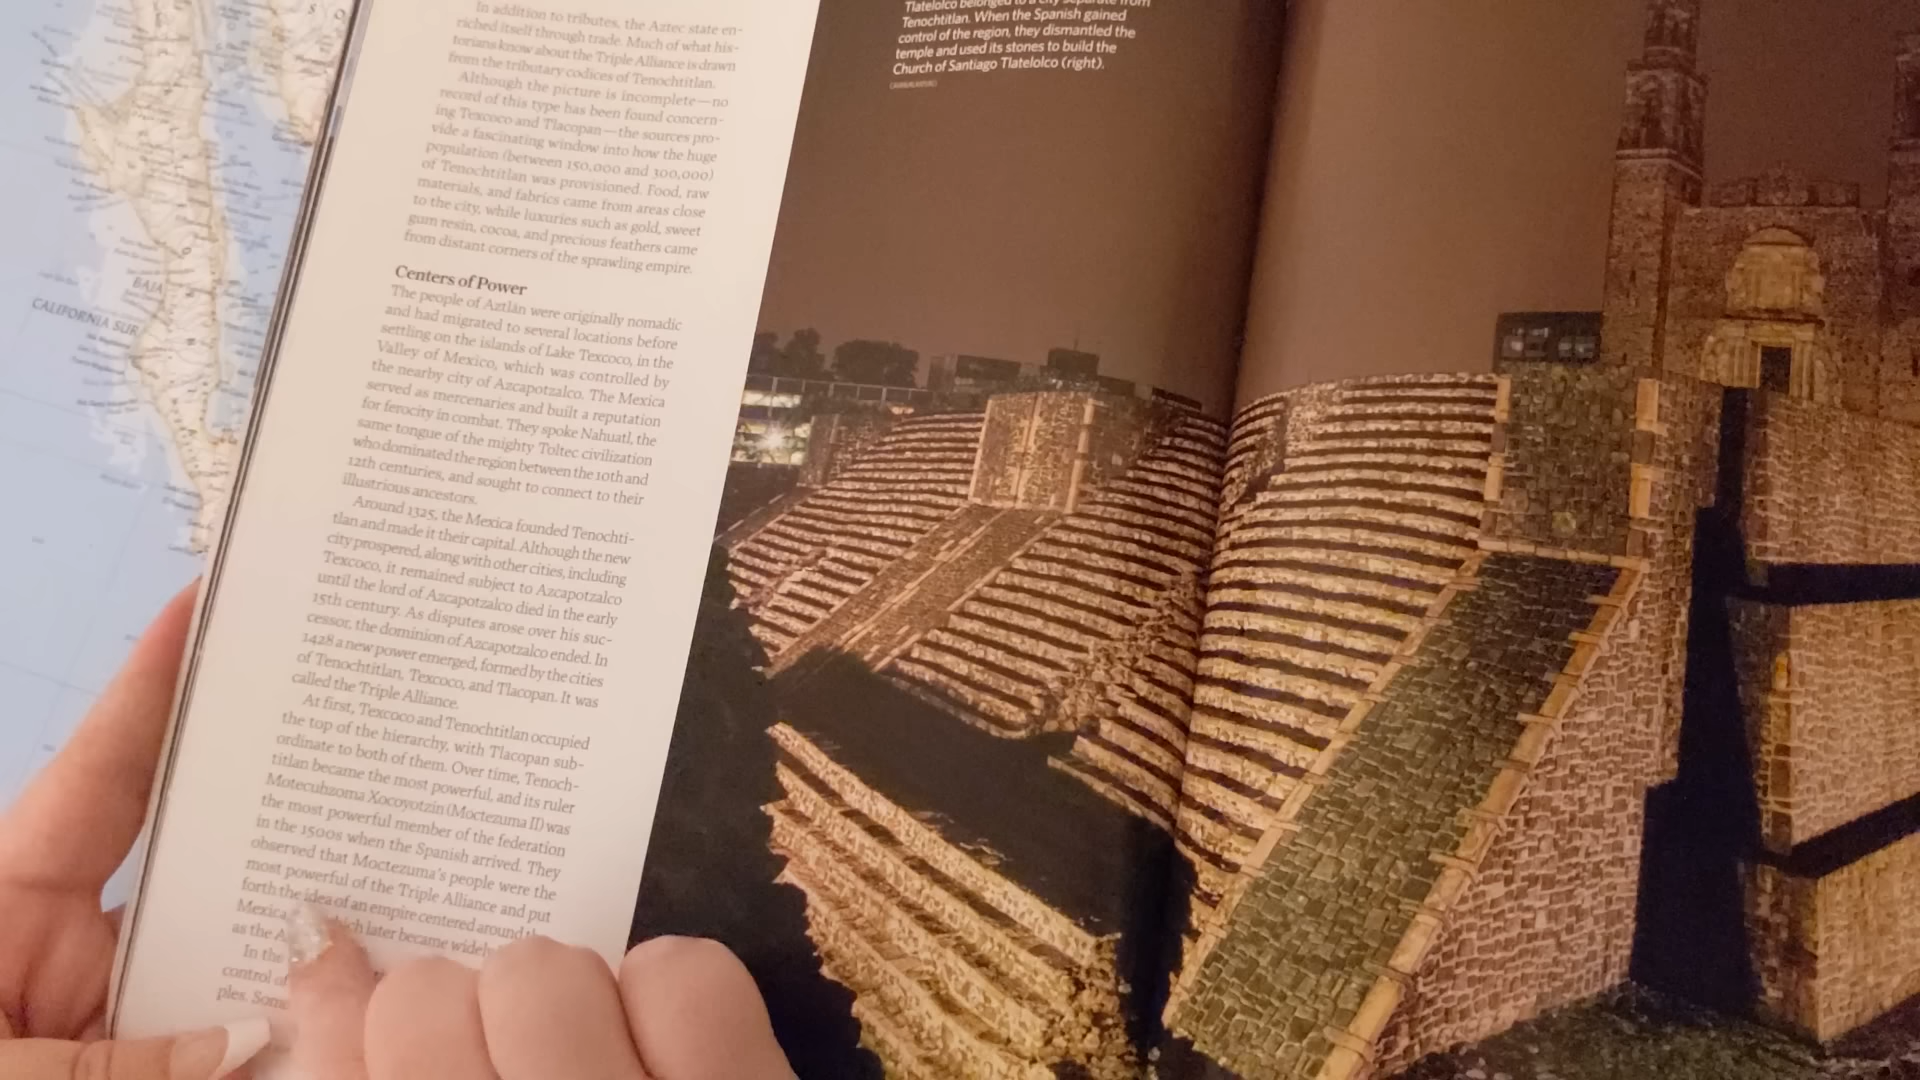 In addition to tributes, the Aztec state en-
riched itself through trade. Much of what his-
torians know about the Triple Alliance is drawn
from the tributary codices of Tenochtitlan.
Although the picture is incomplete—no
record of this type has been found concern-
ing Texcoco and Tlacopan—the sources pro-
vide a fascinating window into how the huge
population (between 150,000 and 300,000)
of Tenochtitlan was provisioned. Food, raw
materials, and fabrics came from areas close
to the city, while luxuries such as gold, sweet
gum resin, cocoa, and precious feathers came
from distant corners of the sprawling empire.
Centers of Power
The people of Aztlán were originally nomadic
and had migrated to several locations before
settling on the islands of Lake Texcoco, in the
Valley of Mexico, which was controlled by
the nearby city of Azcapotzalco. The Mexica
served as mercenaries and built a reputation
for ferocity in combat. They spoke Nahuatl, the
same tongue of the mighty Toltec civilization
who dominated the region between the 10th and
12th centuries, and sought to connect to their
illustrious ancestors.
Around 1325, the Mexica founded Tenochti-
tlan and made it their capital. Although the new
city prospered, along with other cities, including
Texcoco, it remained subject to Azcapotzalco
until the lord of Azcapotzalco died in the early
15th century. As disputes arose over his suc-
cessor, the dominion of Azcapotzalco ended. In
1428 a new power emerged, formed by the cities
of Tenochtitlan, Texcoco, and Tlacopan. It was
called the Triple Alliance.
At first, Texcoco and Tenochtitlan occupied
the top of the hierarchy, with Tlacopan sub-
ordinate to both of them. Over time, Tenoch-
titlan became the most powerful, and its ruler
Motecuhzoma Xocoyotzin (Moctezuma II) was
the most powerful member of the federation
in the 1500s when the Spanish arrived. They
observed that Moctezuma's people were the
most powerful of the Triple Alliance and put
forth the idea of an empire centered around
Mexica, later became widely
as the
In the
control of
ples. Some
Tlatelolco belonged to a city separate from
Tenochtitlan. When the Spanish gained
control of the region, they dismantled the
temple and used its stones to build the
Church of Santiago Tlatelolco (right).
BAJA
CALIFORNIA SUR